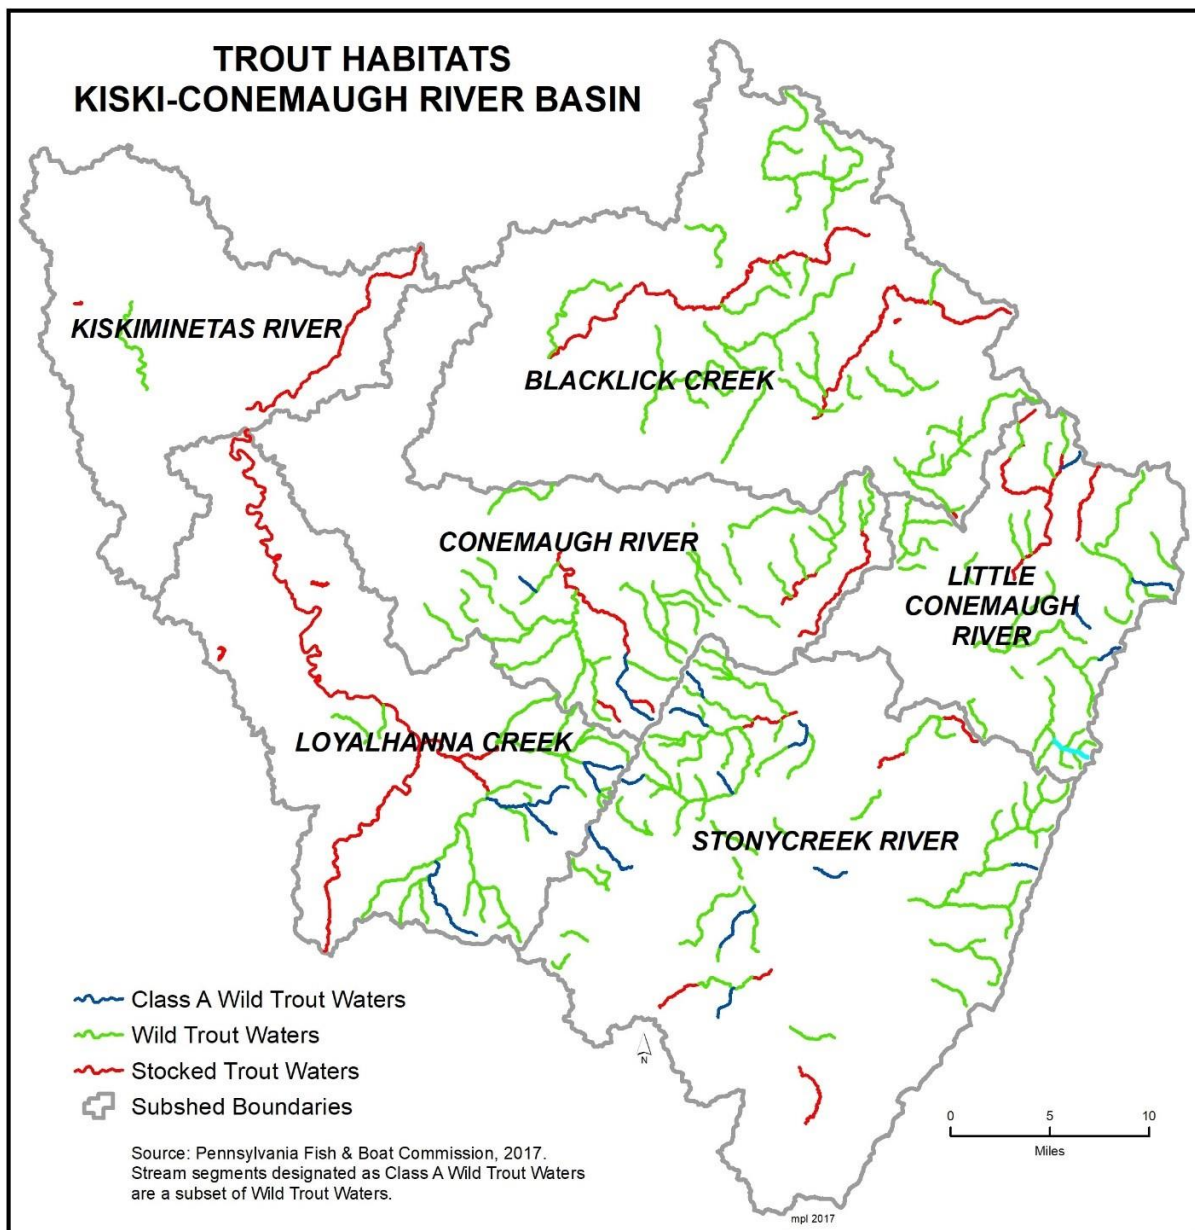 TROUT HABITATS
KISKI-CONEMAUGH RIVER BASIN
KISKIMINETAS RIVER
BLACKLICK CREEK
CONEMAUGH RIVER
LITTLE
CONEMAUGH
RIVER
LOYALHANNA CREEK
STONYCREEK RIVER
Class A Wild Trout Waters
Wild Trout Waters
Stocked Trout Waters
Subshed Boundaries
N
0 5 10
Miles
Source: Pennsylvania Fish & Boat Commission, 2017.
Stream segments designated as Class A Wild Trout Waters
are a subset of Wild Trout Waters.
mpl 2017